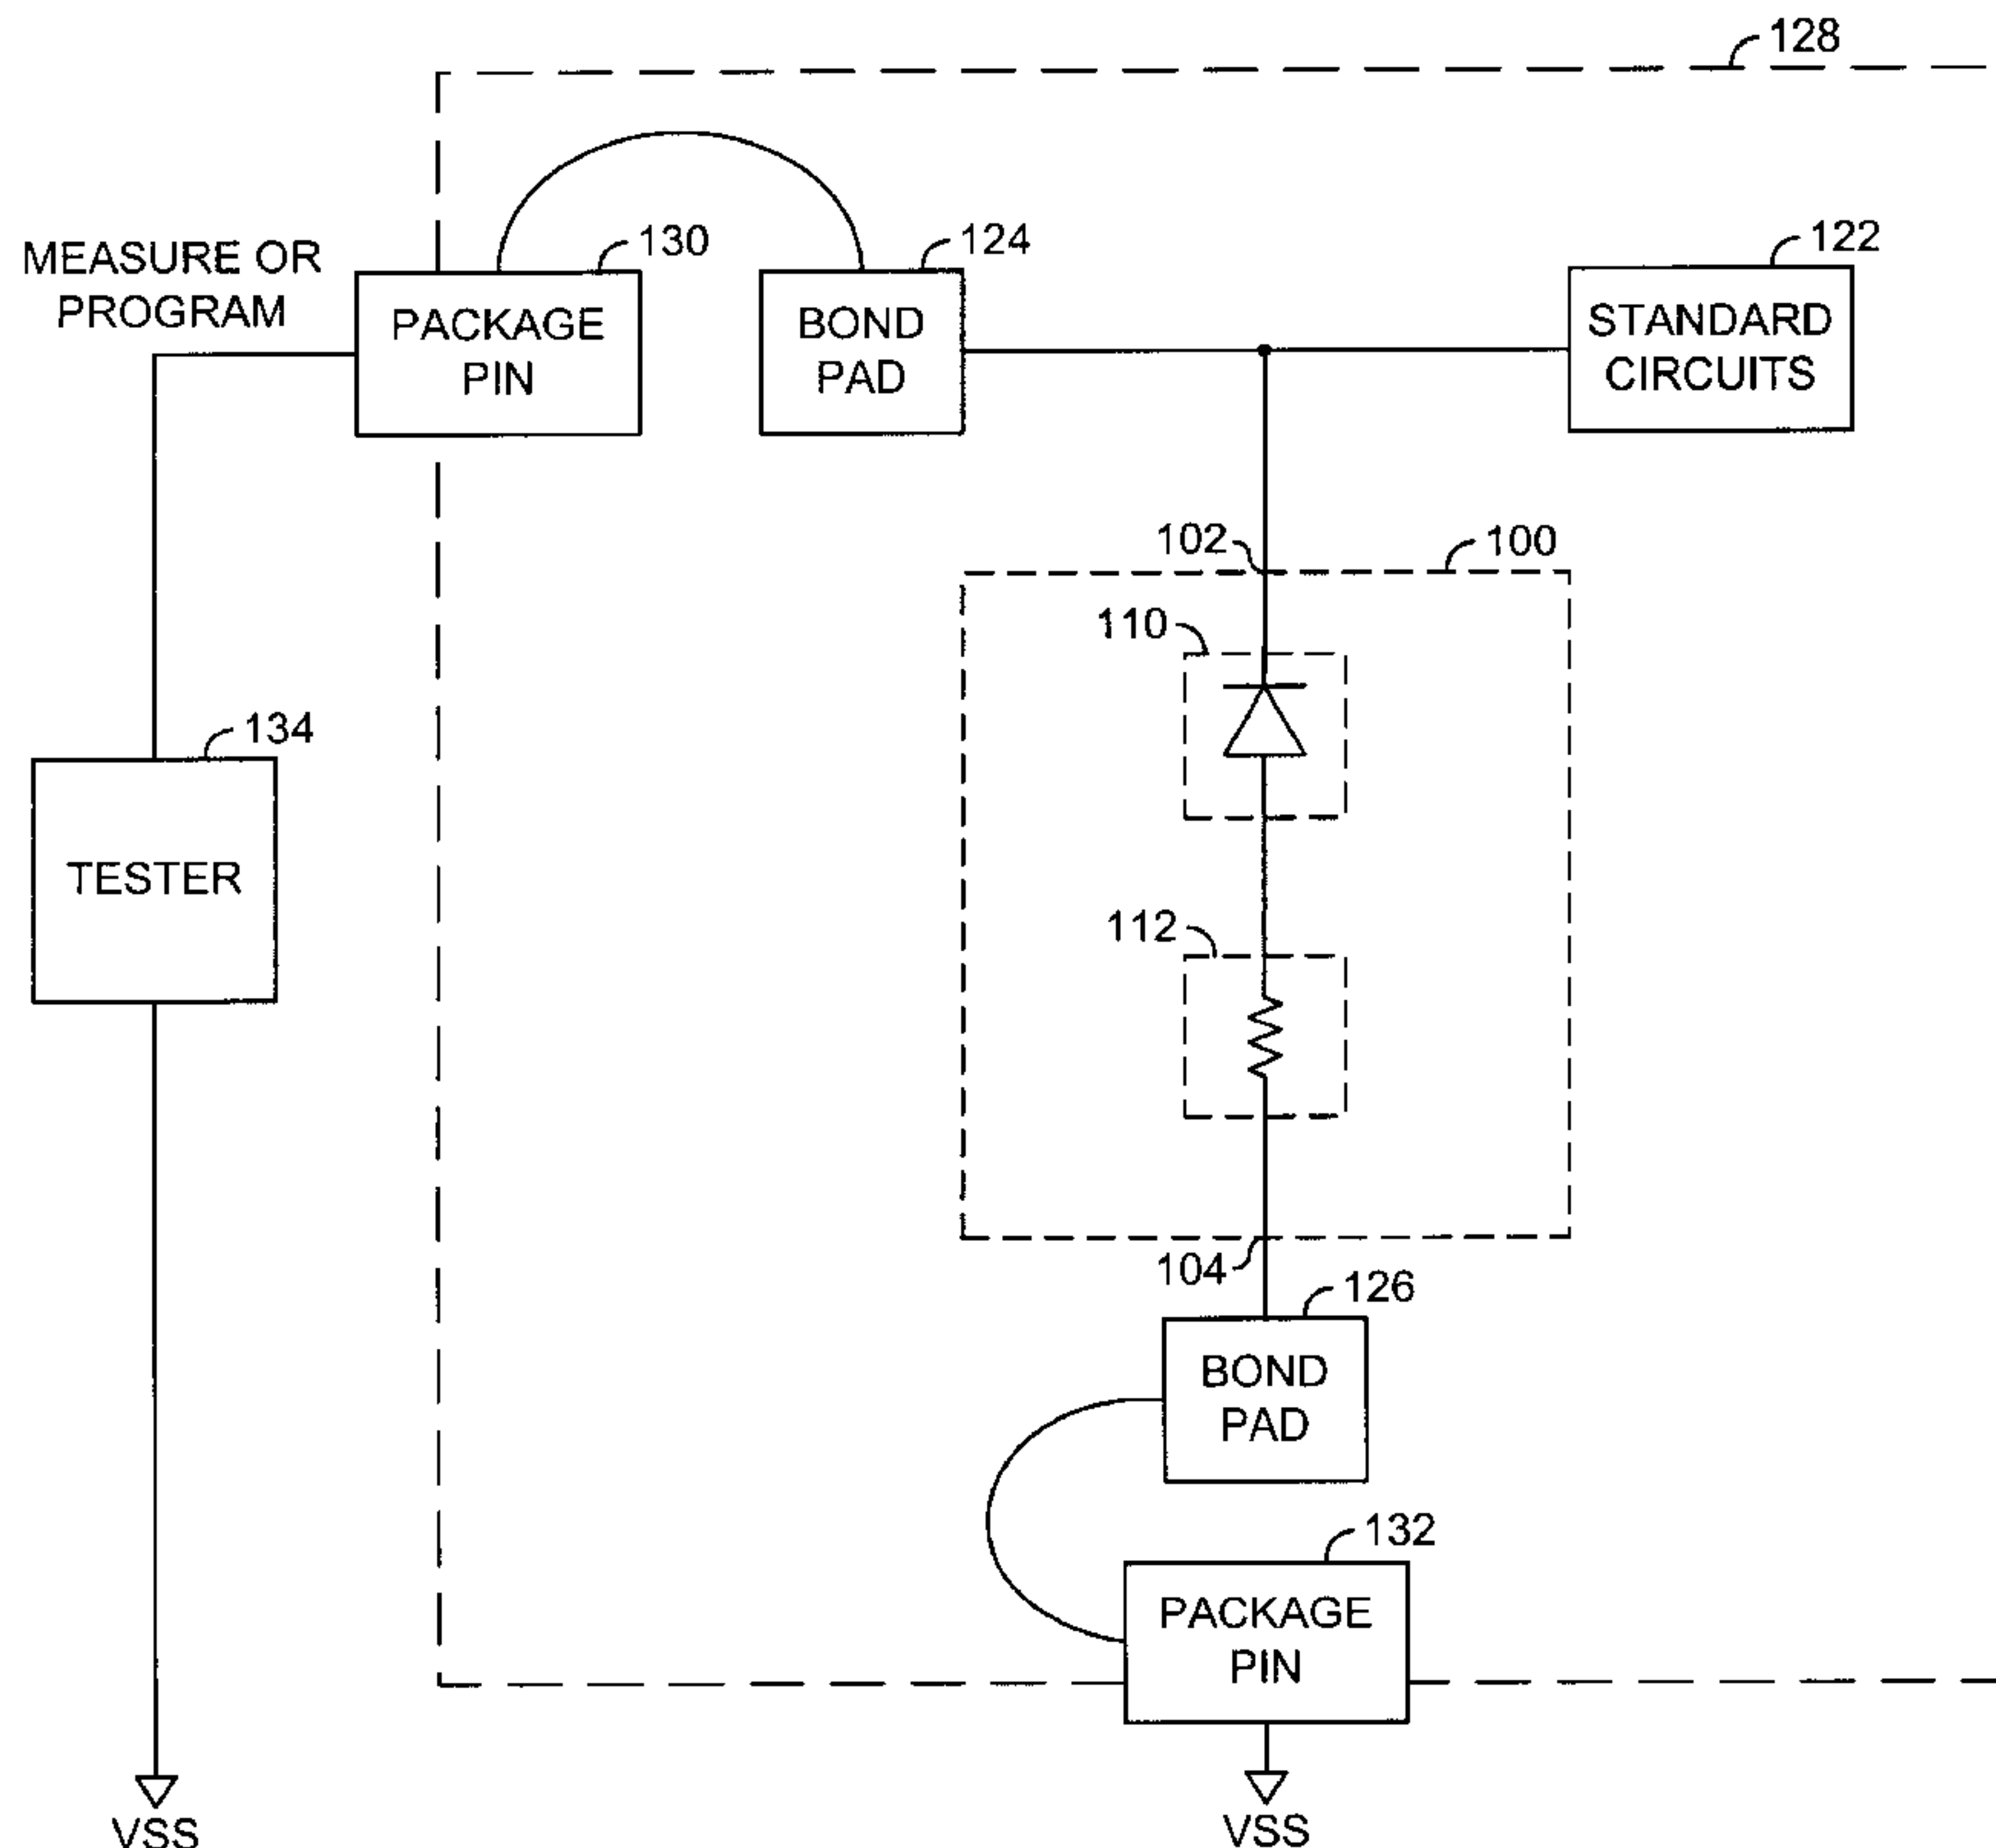 128
MEASURE OR
PROGRAM
130
124
122
PACKAGE
PIN
BOND
PAD
STANDARD
CIRCUITS
102
100
110
134
TESTER
112
104
126
BOND
PAD
132
PACKAGE
PIN
VSS
VSS